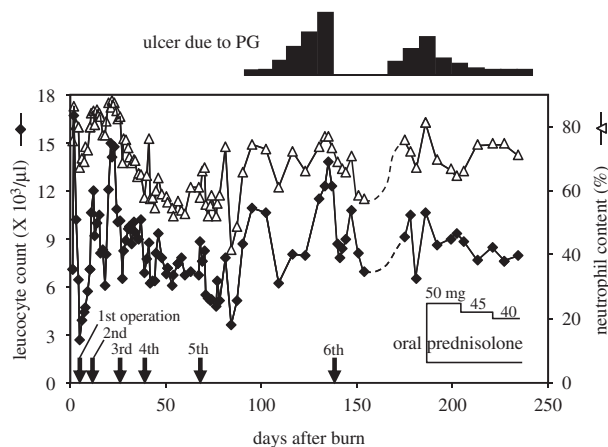 ulcer due to PG
leucocyte count (X 10³/μl)
18
15
12
9
6
3
0
neutrophil content (%)
80
60
40
20
0
1st operation
2nd
3rd
4th
5th
6th
50 mg
45
40
oral prednisolone
0
50
100
150
200
250
days after burn